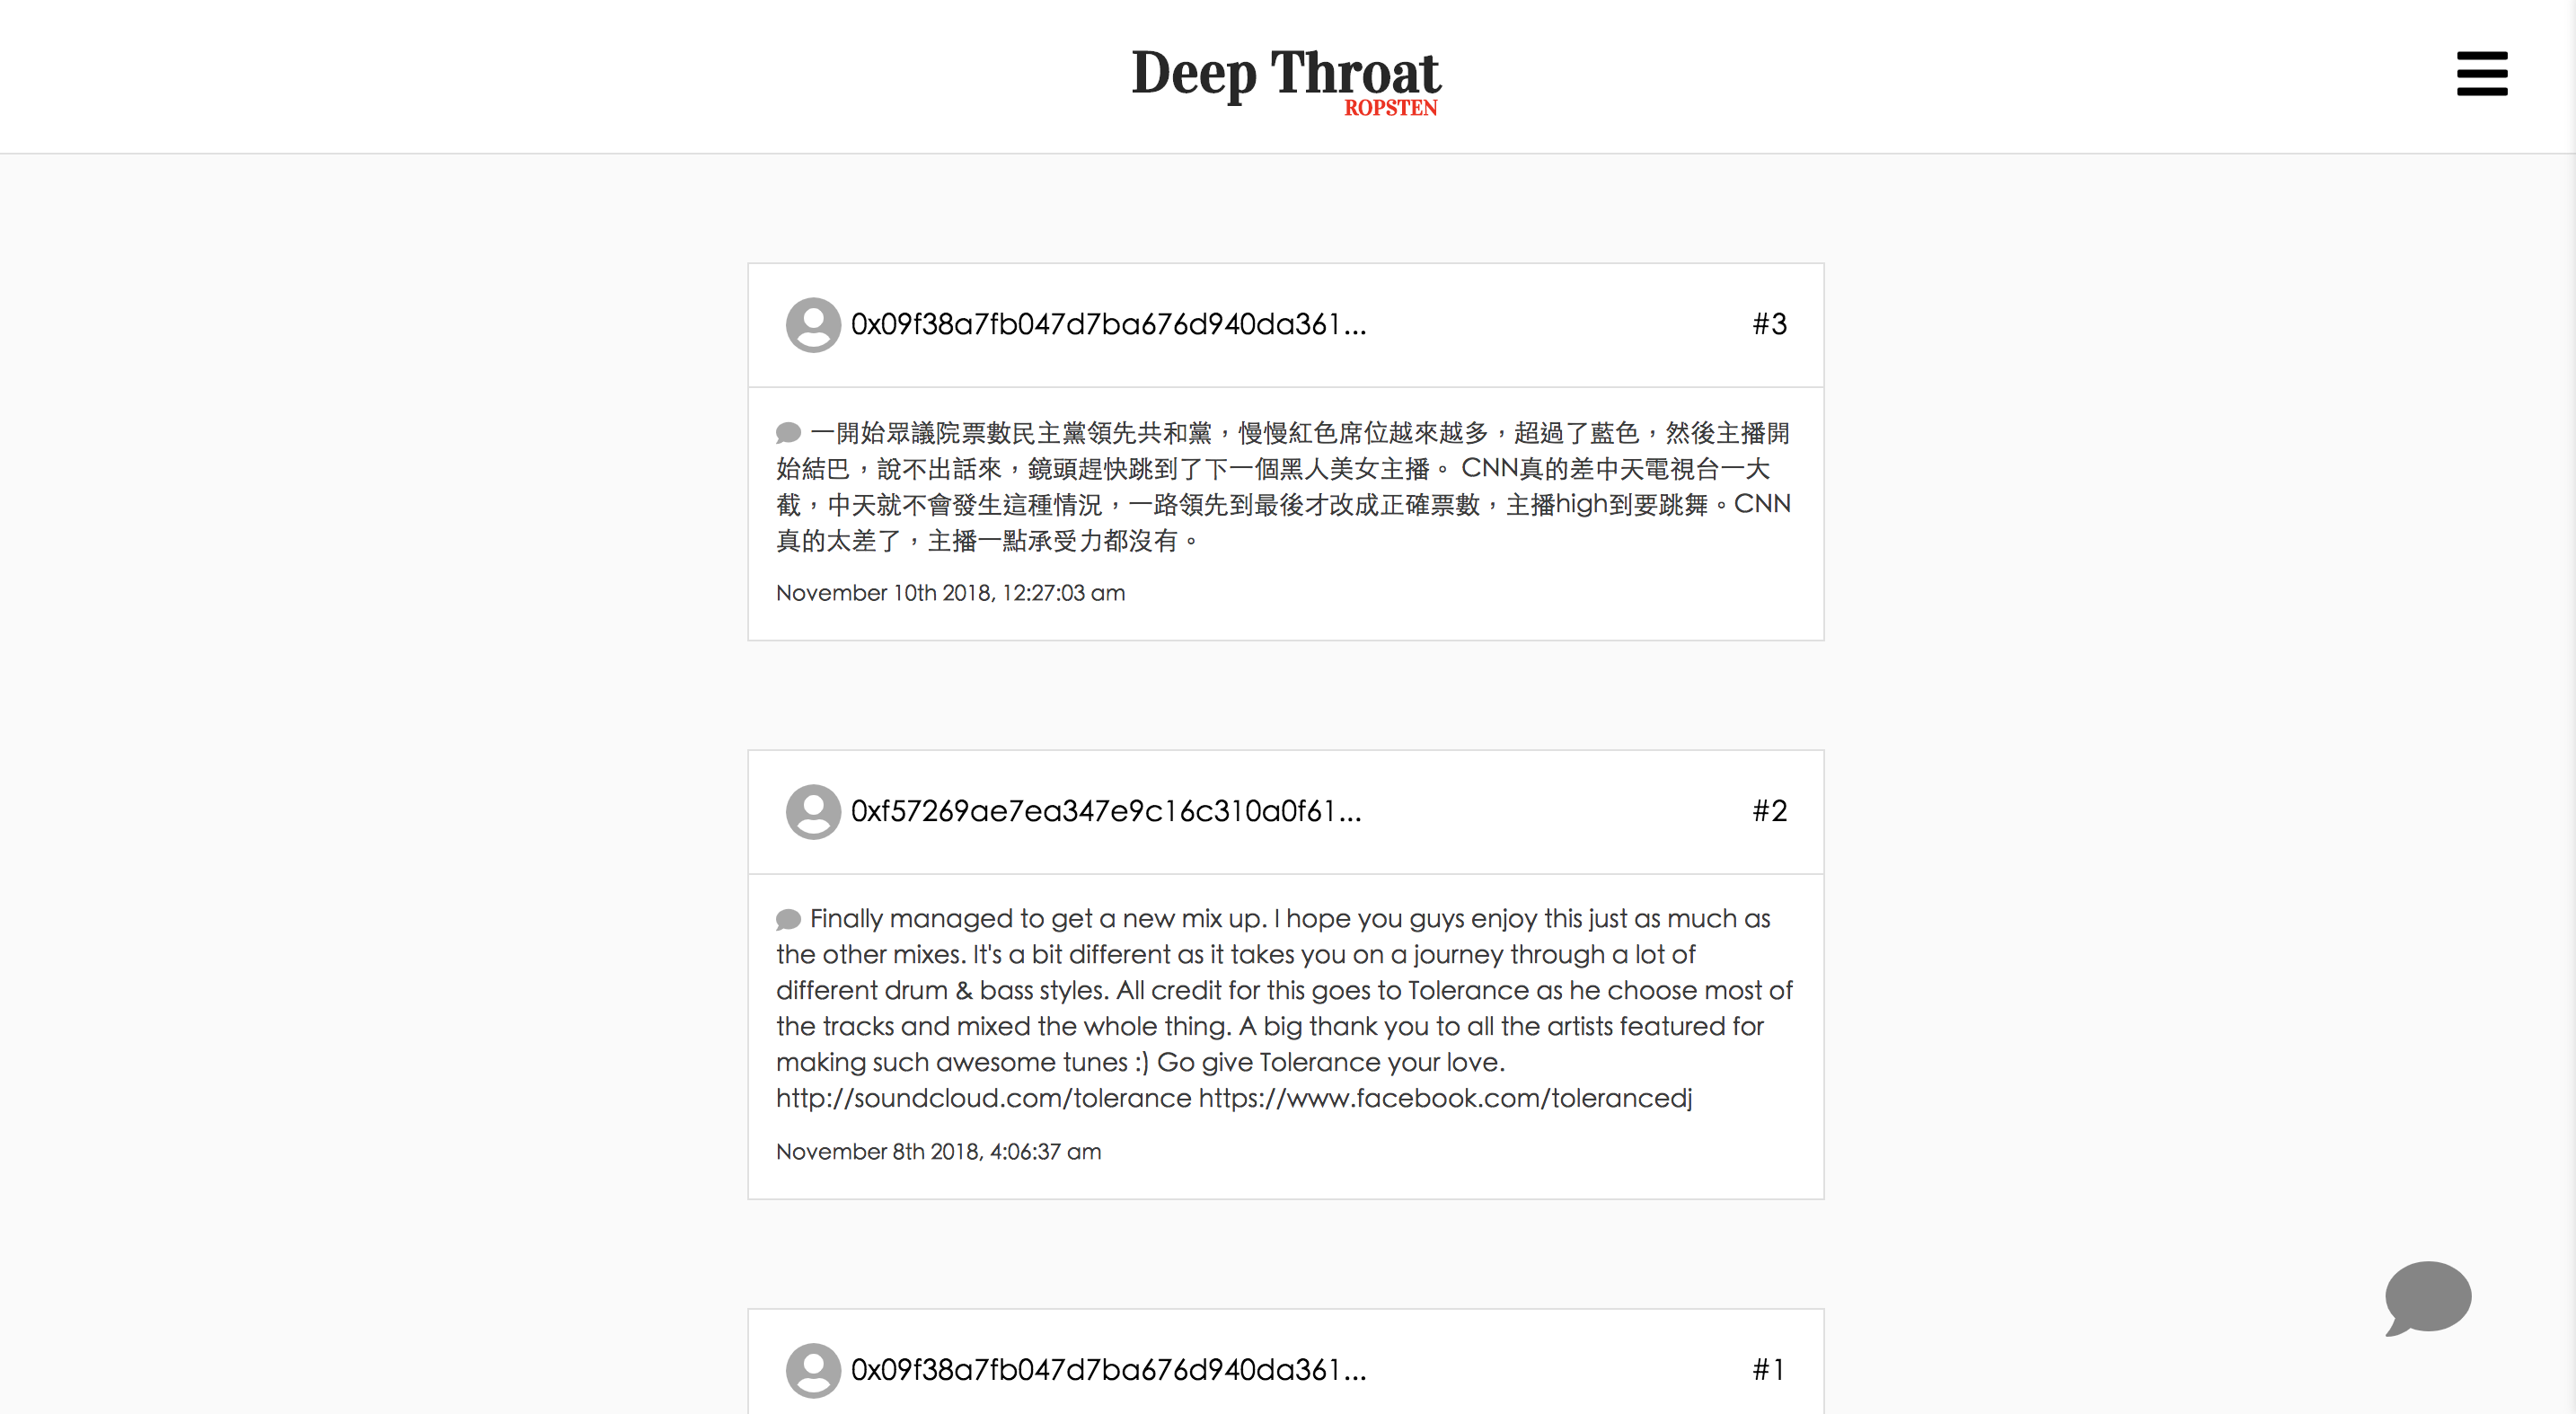 Deep Throat
ROPSTEN
0x09f38a7fb047d7ba676d940da361... #3
一開始眾議院票數民主黨領先共和黨，慢慢紅色席位越來越多，超過了藍色，然後主播開
始結巴，說不出話來，鏡頭趕快跳到了下一個黑人美女主播。 CNN真的差中天電視台一大
截，中天就不會發生這種情況，一路領先到最後才改成正確票數，主播high到要跳舞。CNN
真的太差了，主播一點承受力都沒有。
November 10th 2018, 12:27:03 am
0xf57269ae7ea347e9c16c310a0f61... #2
Finally managed to get a new mix up. I hope you guys enjoy this just as much as
the other mixes. It's a bit different as it takes you on a journey through a lot of
different drum & bass styles. All credit for this goes to Tolerance as he choose most of
the tracks and mixed the whole thing. A big thank you to all the artists featured for
making such awesome tunes :) Go give Tolerance your love.
http://soundcloud.com/tolerance https://www.facebook.com/tolerancedj
November 8th 2018, 4:06:37 am
0x09f38a7fb047d7ba676d940da361... #1